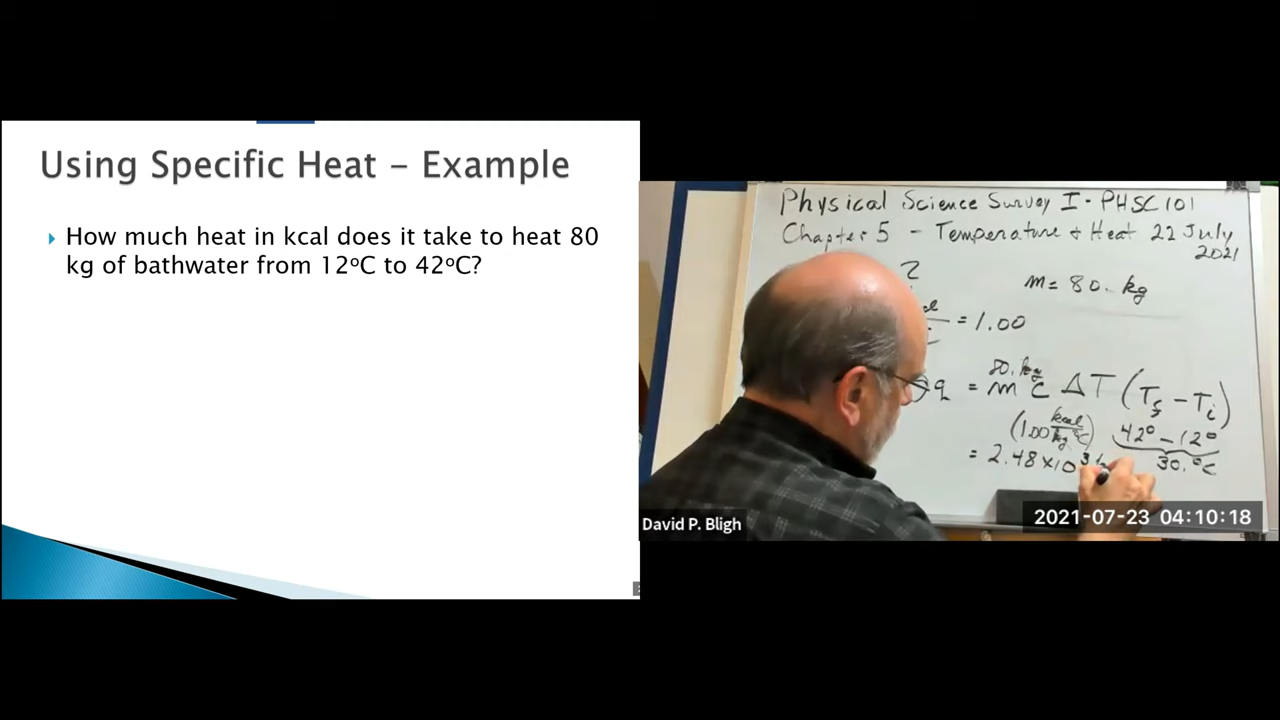 Using Specific Heat – Example
How much heat in kcal does it take to heat 80
kg of bathwater from 12°C to 42°C?
Physical Science Survey I - PHSC 101
Chapter 5 - Temperature + Heat 22 July
2021
?
m = 80. kg
= 1.00
80. kg
q = m c ΔT (Tf - Ti)
(1.00 kcal/kg°C) 42° - 12°
= 2.48 × 10³ 30.°C
David P. Bligh
2021-07-23 04:10:18